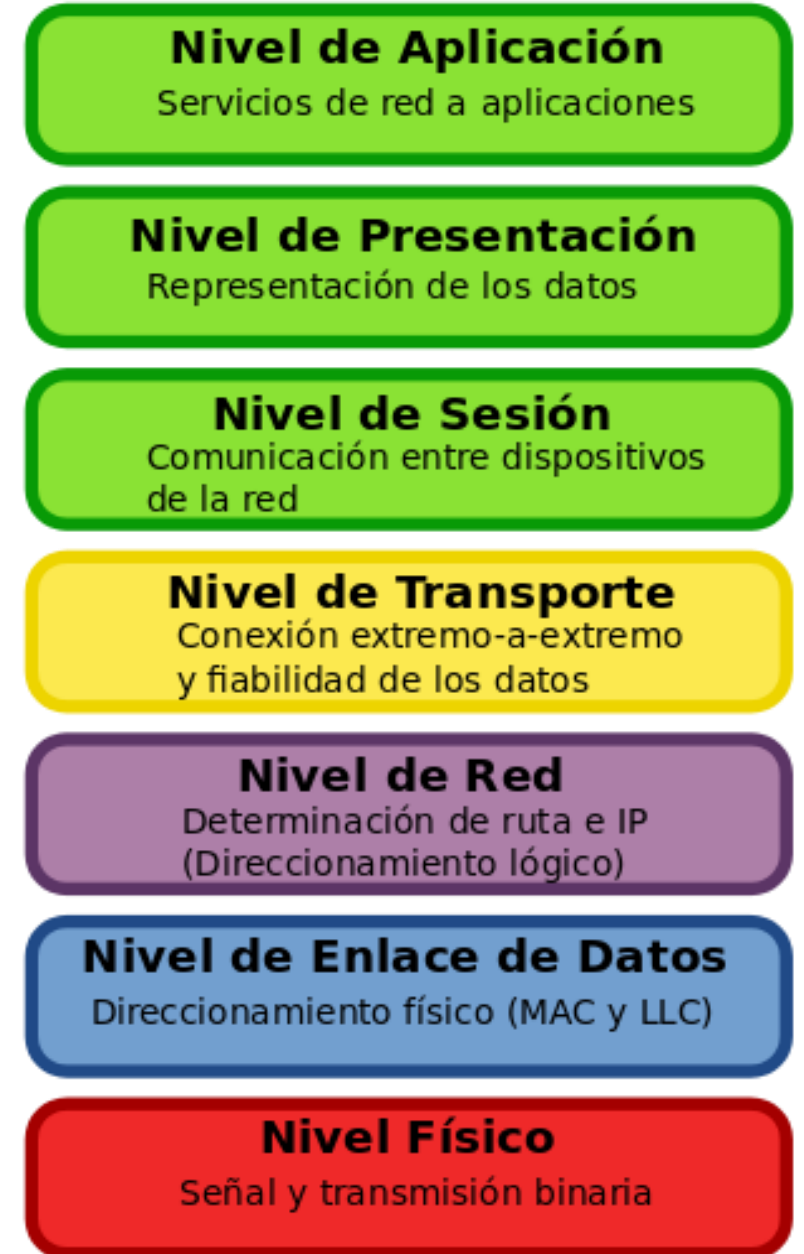 Nivel de Aplicación
Servicios de red a aplicaciones
Nivel de Presentación
Representación de los datos
Nivel de Sesión
Comunicación entre dispositivos
de la red
Nivel de Transporte
Conexión extremo-a-extremo
y fiabilidad de los datos
Nivel de Red
Determinación de ruta e IP
(Direccionamiento lógico)
Nivel de Enlace de Datos
Direccionamiento físico (MAC y LLC)
Nivel Físico
Señal y transmisión binaria